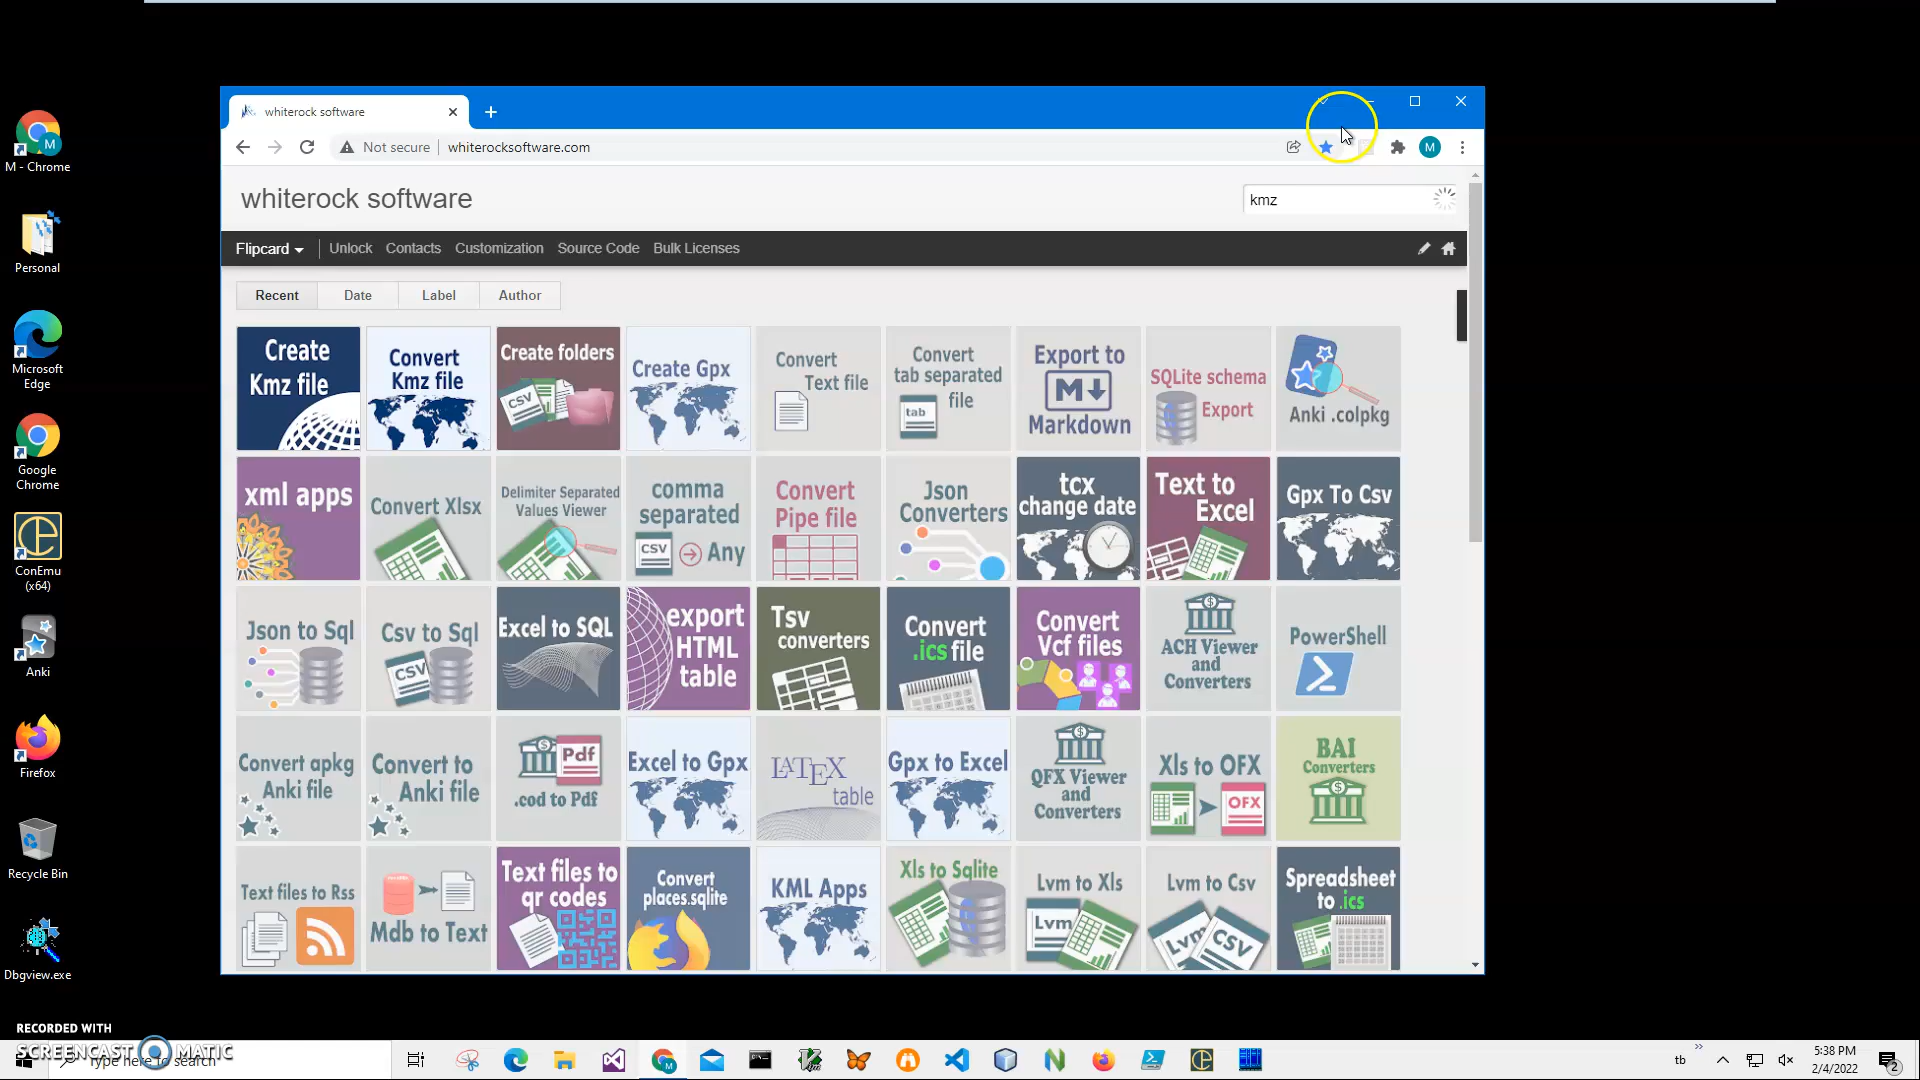 whiterock software
Not secure
whiterocksoftware.com
M
whiterock software
kmz
Flipcard
Unlock
Contacts
Customization
Source Code
Bulk Licenses
Recent
Date
Label
Author
Create
Kmz file
Convert
Kmz file
Create folders
CSV
Create Gpx
Convert
Text file
Convert
tab separated
file
tab
Export to
M
Markdown
SQLite schema
Export
Anki .colpkg
xml apps
Convert Xlsx
Delimiter Separated
Values Viewer
comma
separated
CSV
Any
Convert
Pipe file
Json
Converters
tcx
change date
Text to
Excel
Gpx To Csv
Json to Sql
Csv to Sql
CSV
Excel to SQL
export
HTML
table
Tsv
converters
Convert
.ics file
Convert
Vcf files
ACH Viewer
and
Converters
PowerShell
Convert apkg
Anki file
Convert to
Anki file
Pdf
.cod to Pdf
Excel to Gpx
LATEX
table
Gpx to Excel
QFX Viewer
and
Converters
Xls to OFX
OFX
BAI
Converters
Text files to Rss
Mdb to Text
Text files to
qr codes
Convert
places.sqlite
KML Apps
Xls to Sqlite
Lvm to Xls
Lvm
Lvm to Csv
Lvm
CSV
Spreadsheet
to .ics
M
M - Chrome
Personal
Microsoft
Edge
Google
Chrome
ConEmu
(x64)
Anki
Firefox
Recycle Bin
Dbgview.exe
RECORDED WITH
SCREENCAST MATIC
Type here to search
tb
5:38 PM
2/4/2022
2